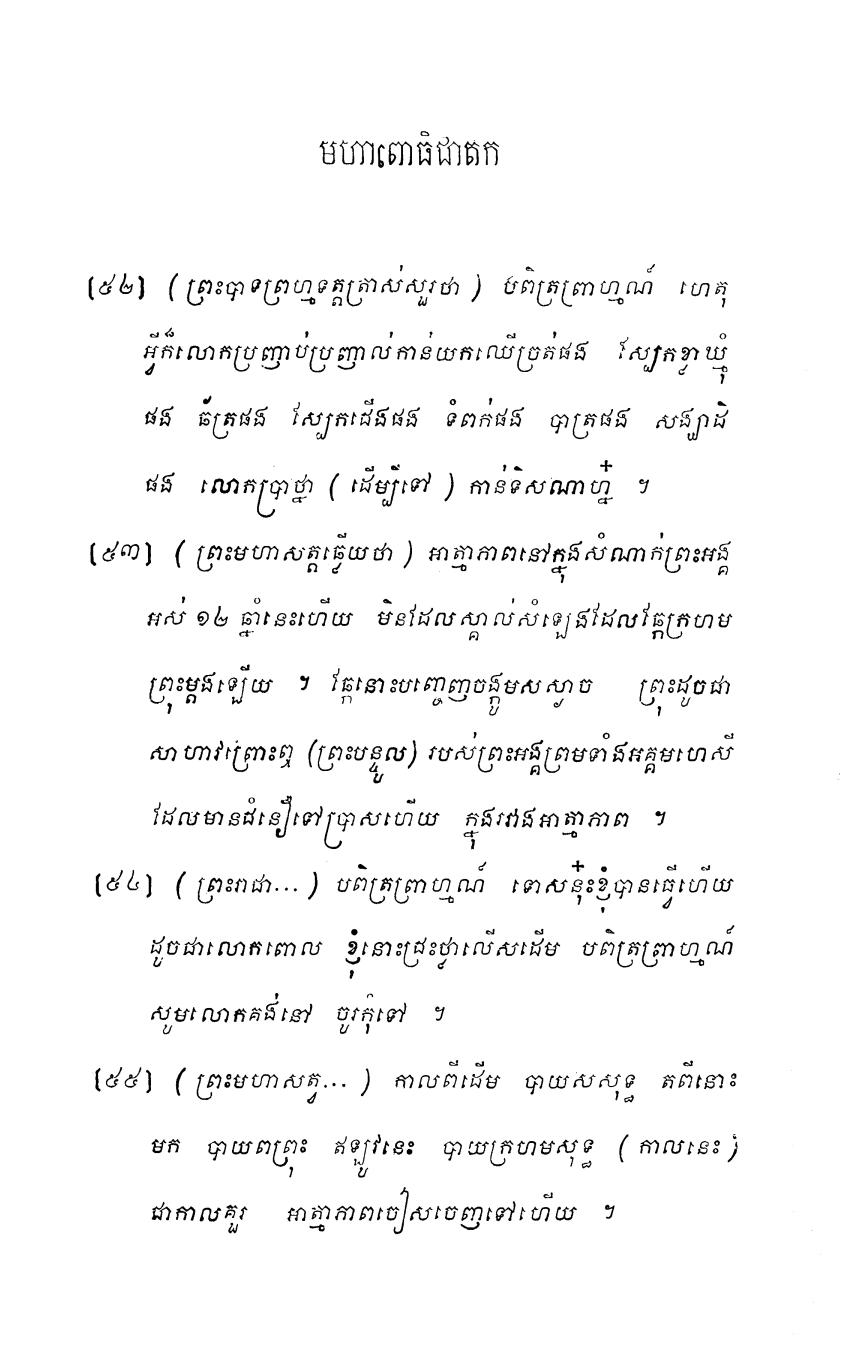 មហាពោធិជាតក
[៥២] (ព្រះបាទព្រហ្មទត្តត្រាស់សួរថា) បពិត្រព្រាហ្មណ៍ ហេតុ
អ្វីក៏លោកប្រញាប់ប្រញាល់កាន់យកឈើច្រត់ផង ស្បែកខ្លាឃ្មុំ
ផង ឆ័ត្រផង ស្បែកជើងផង ទំពក់ផង បាត្រផង សង្ឃាដិ
ផង លោកប្រាថ្នា (ដើម្បីទៅ) កាន់ទិសណាហ្ន៎ ។
[៥៣] (ព្រះមហាសត្តឆ្លើយថា) អាត្មាភាពនៅក្នុងសំណាក់ព្រះអង្គ
អស់ ១២ ឆ្នាំនេះហើយ មិនដែលស្គាល់សំឡេងដែលឆ្កែក្រហម
ព្រុះម្តងឡើយ ។ ឆ្កែនោះបញ្ចេញចង្កូមសស្ងាច ព្រុះដូចជា
សាហាវព្រោះឮ (ព្រះបន្ទូល) របស់ព្រះអង្គព្រមទាំងអគ្គមហេសី
ដែលមានជំនឿទៅប្រាសហើយ ក្នុងរវាងអាត្មាភាព ។
[៥៤] (ព្រះរាជា...) បពិត្រព្រាហ្មណ៍ ទោសនុ៎ះខ្ញុំបានធ្វើហើយ
ដូចជាលោកពោល ខ្ញុំនោះជ្រះថ្លាលើសដើម បពិត្រព្រាហ្មណ៍
សូមលោកគង់នៅ ចូរកុំទៅ ។
[៥៥] (ព្រះមហាសត្វ...) កាលពីដើម បាយសសុទ្ធ តពីនោះ
មក បាយពព្រុះ ឥឡូវនេះ បាយក្រហមសុទ្ធ (កាលនេះ)
ជាកាលគួរ អាត្មាភាពចៀសចេញទៅហើយ ។